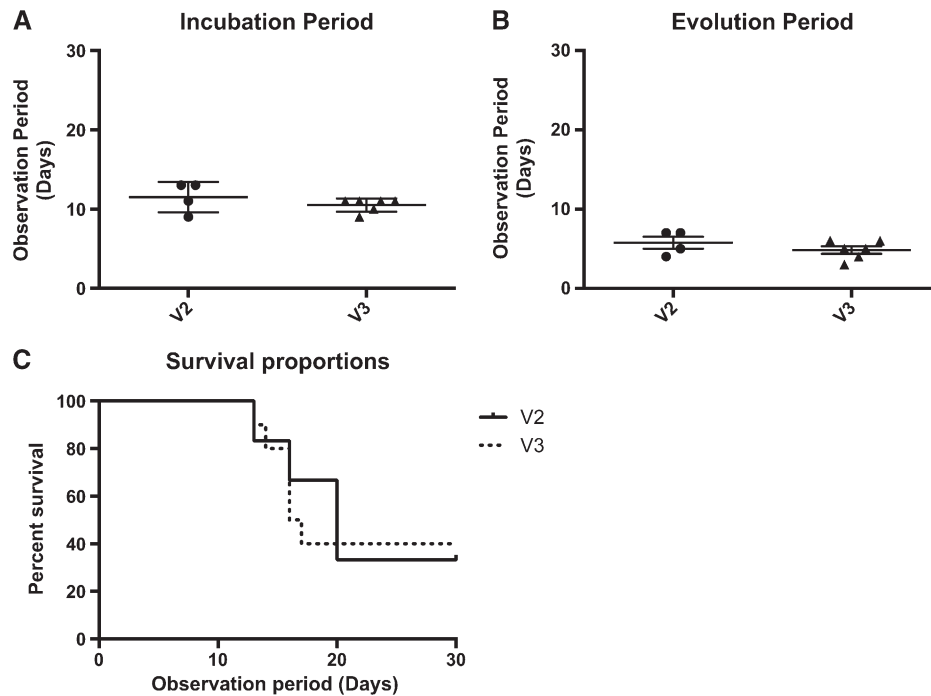 A
Incubation Period
Observation Period
(Days)
30
20
10
0
V2
V3
B
Evolution Period
Observation Period
(Days)
30
20
10
0
V2
V3
C
Survival proportions
Percent survival
100
80
60
40
20
0
0
10
20
30
Observation period (Days)
V2
V3